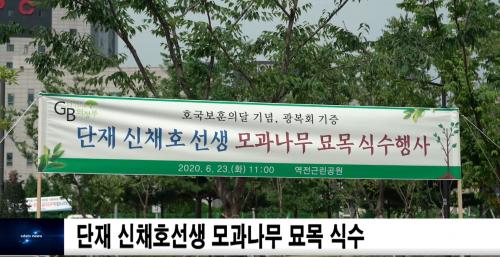 GB
호국보훈의달 기념, 광복회 기증
단재 신채호 선생 모과나무 묘목 식수행사
2020. 6. 23.(화) 11:00 역전근린공원
단재 신채호선생 모과나무 묘목 식수